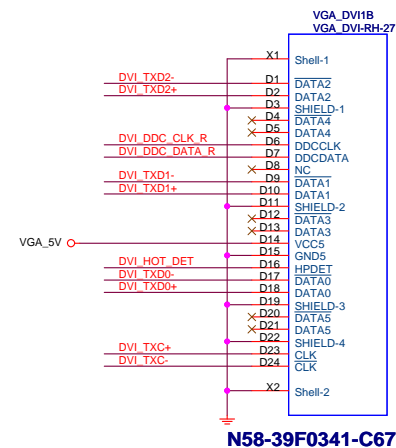 VGA_DVI1B
VGA_DVI-RH-27
X1 Shell-1
DVI_TXD2- D1 DATA2
DVI_TXD2+ D2 DATA2
D3 SHIELD-1
D4 DATA4
D5 DATA4
DVI_DDC_CLK_R D6 DDCCLK
DVI_DDC_DATA_R D7 DDCDATA
D8 NC
DVI_TXD1- D9 DATA1
DVI_TXD1+ D10 DATA1
D11 SHIELD-2
D12 DATA3
D13 DATA3
VGA_5V D14 VCC5
D15 GND5
DVI_HOT_DET D16 HPDET
DVI_TXD0- D17 DATA0
DVI_TXD0+ D18 DATA0
D19 SHIELD-3
D20 DATA5
D21 DATA5
D22 SHIELD-4
DVI_TXC+ D23 CLK
DVI_TXC- D24 CLK
X2 Shell-2
N58-39F0341-C67